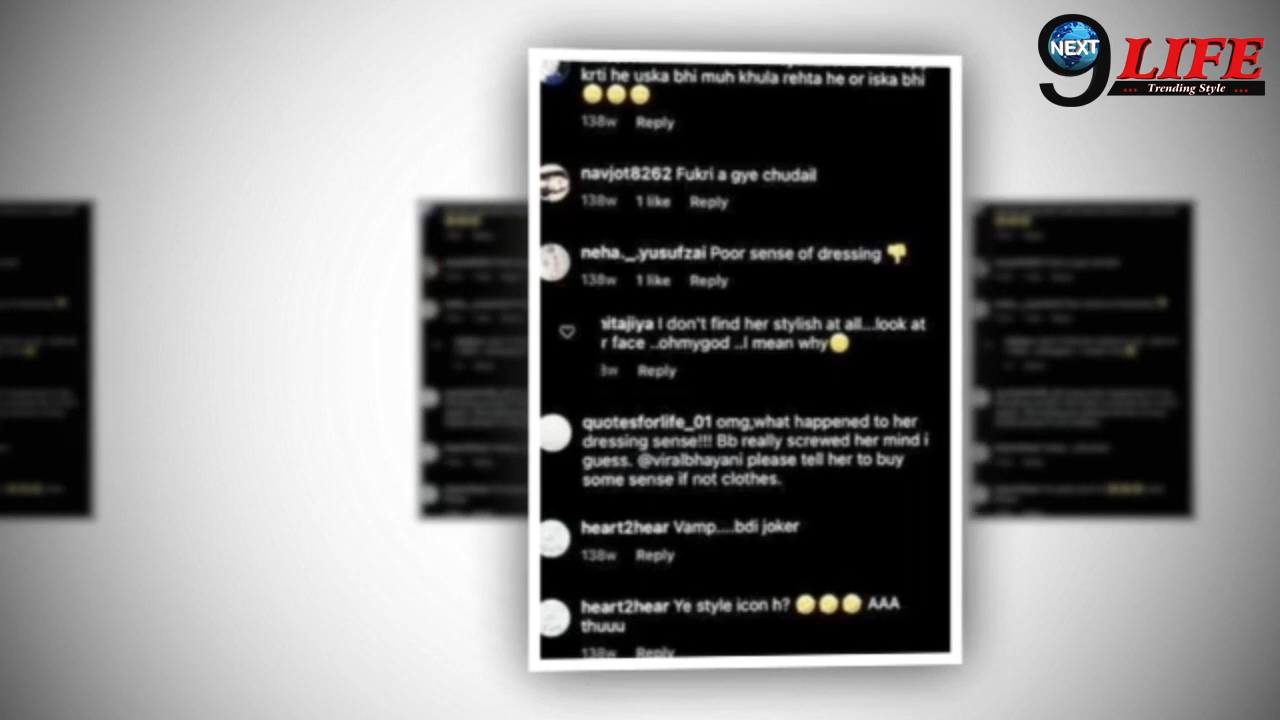 NEXT
9 LIFE
... Trending Style ...
krti he uska bhi muh khula rehta he or iska bhi
138w Reply
navjot8262 Fukri a gye chudail
138w 1 like Reply
neha._.yusufzai Poor sense of dressing 👎
138w 1 like Reply
itajiya I don't find her stylish at all...look at
r face ..ohmygod ..I mean why
3w Reply
quotesforlife_01 omg,what happened to her
dressing sense!!! Bb really screwed her mind i
guess. @viralbhayani please tell her to buy
some sense if not clothes.
heart2hear Vamp....bdi joker
138w Reply
heart2hear Ye style icon h? AAA
thuuu
138w Reply